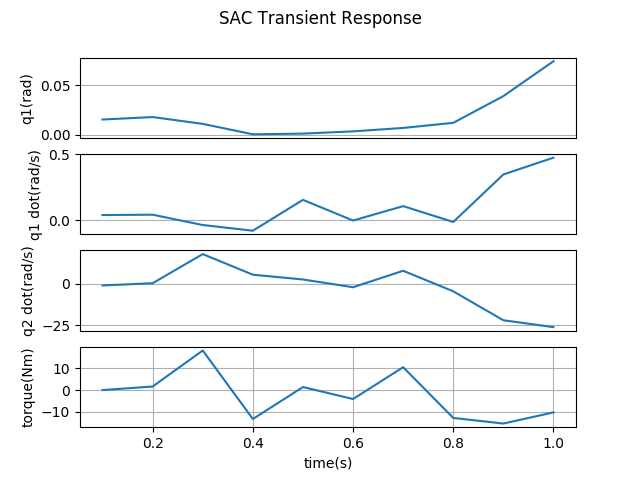 SAC Transient Response
q1(rad)
0.05
0.00
q1 dot(rad/s)
0.5
0.0
q2 dot(rad/s)
0
−25
torque(Nm)
10
0
−10
0.2 0.4 0.6 0.8 1.0
time(s)